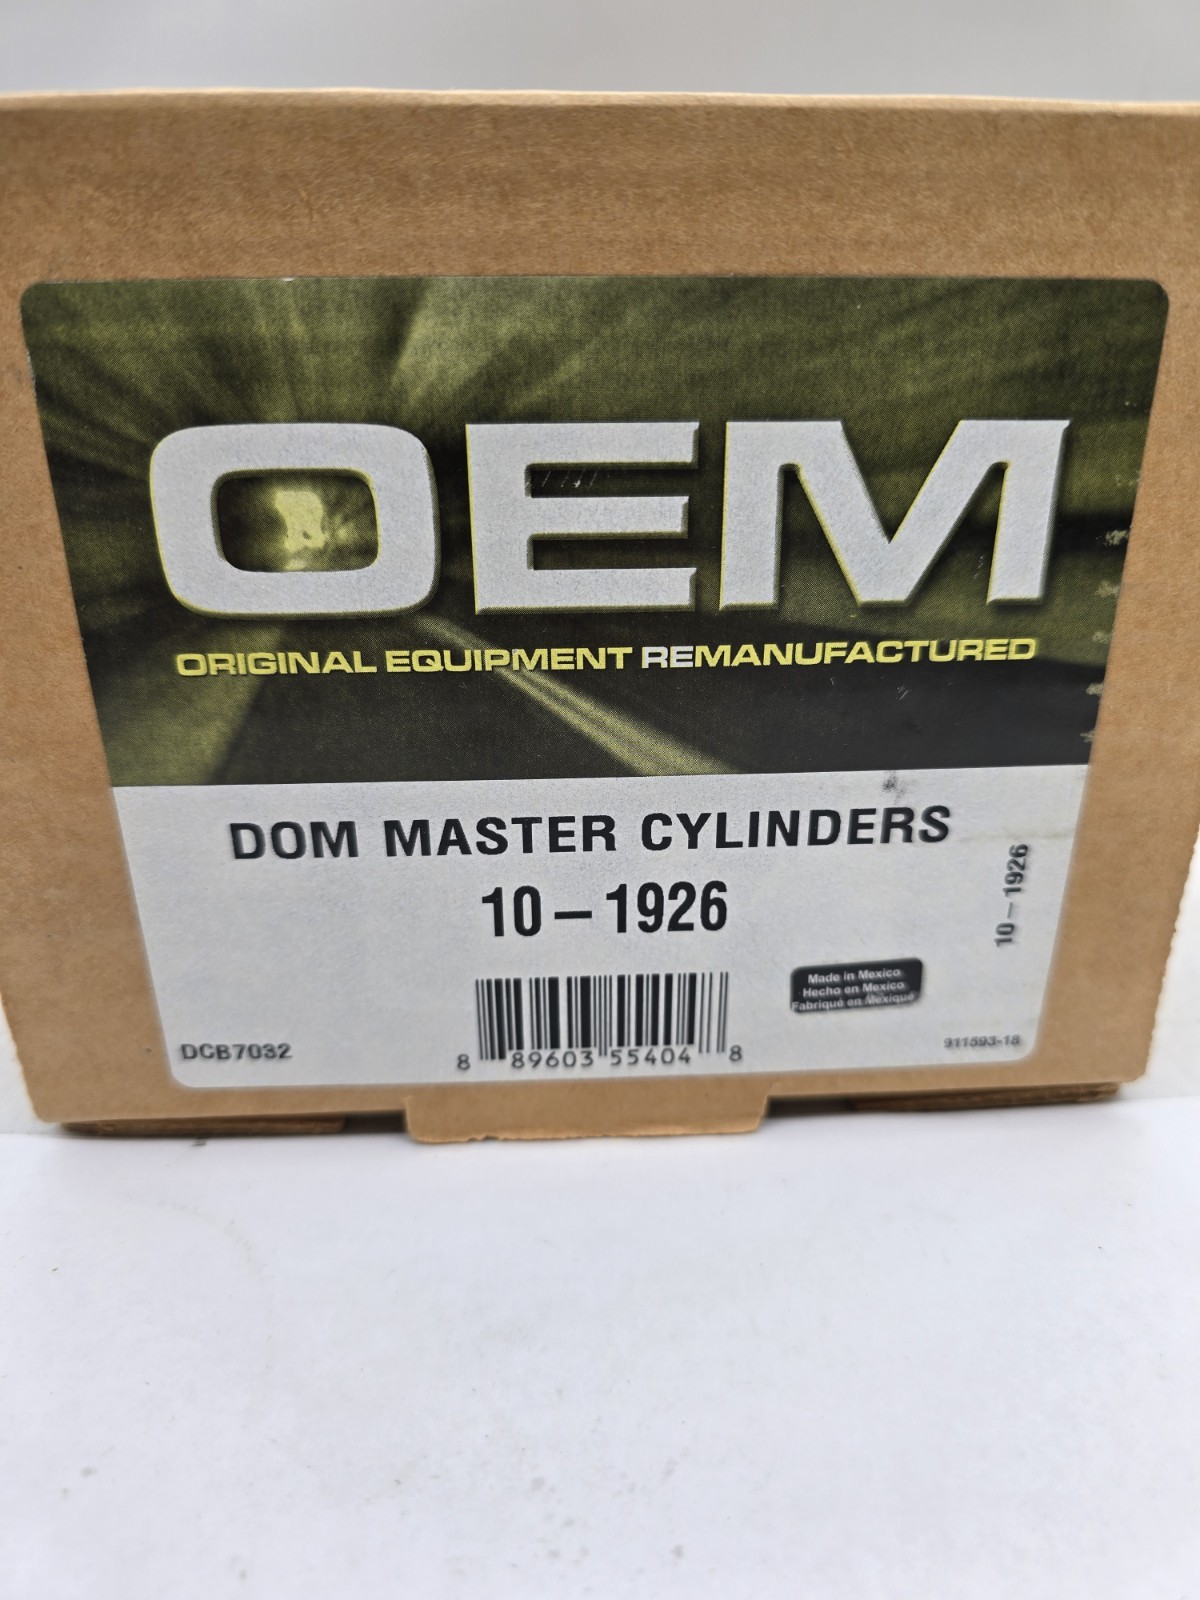 OEM
ORIGINAL EQUIPMENT REMANUFACTURED
DOM MASTER CYLINDERS
10-1926
10-1926
Made in Mexico
Hecho en Mexico
Fabriqué en Mexique
DCB7032
8 89603 55404 8
911593-18